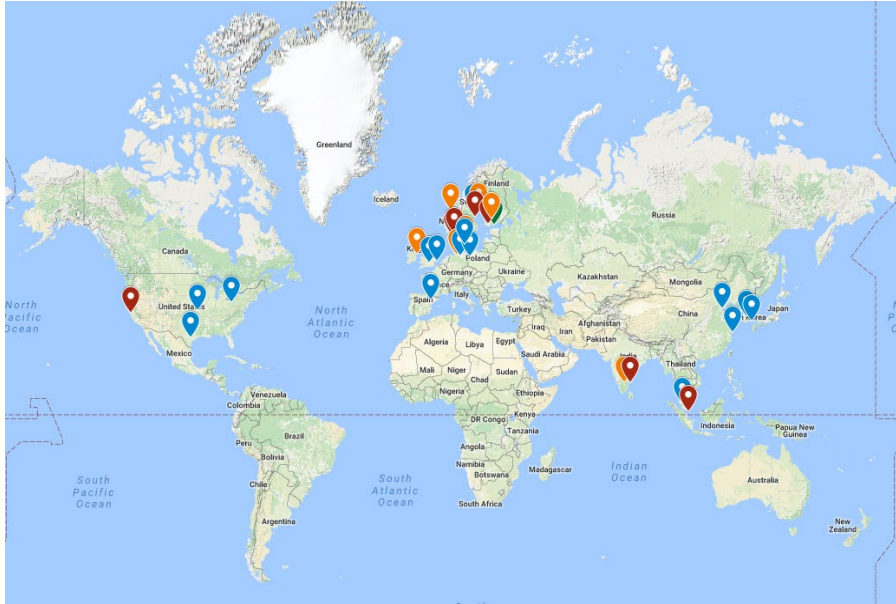 Greenland
Iceland
Finland
Russia
Canada
Poland
Germany
Ukraine
Kazakhstan
Mongolia
North
Pacific
Ocean
United States
North
Atlantic
Ocean
Spain
Italy
Turkey
Iraq
Iran
Afghanistan
Pakistan
China
Japan
Mexico
Algeria
Libya
Egypt
Saudi Arabia
India
Thailand
Mali
Niger
Chad
Sudan
Nigeria
Ethiopia
Venezuela
Colombia
DR Congo
Kenya
Tanzania
Indonesia
Papua New
Guinea
Peru
Brazil
Bolivia
Angola
Namibia
Botswana
Madagascar
South
Pacific
Ocean
Chile
South
Atlantic
Ocean
Indian
Ocean
Australia
South Africa
Argentina
New
Zealand